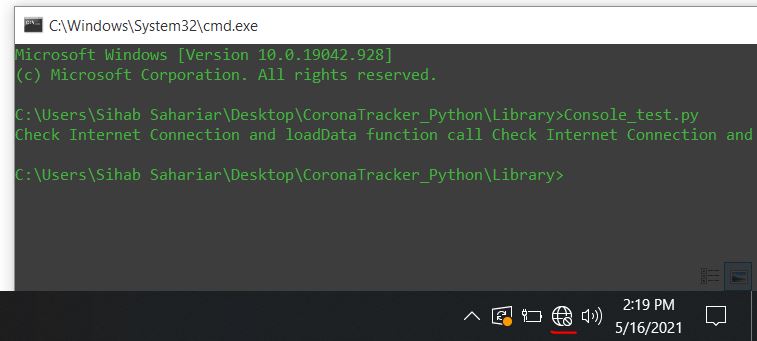 C:\Windows\System32\cmd.exe
Microsoft Windows [Version 10.0.19042.928]
(c) Microsoft Corporation. All rights reserved.
C:\Users\Sihab Sahariar\Desktop\CoronaTracker_Python\Library>Console_test.py
Check Internet Connection and loadData function call Check Internet Connection and
C:\Users\Sihab Sahariar\Desktop\CoronaTracker_Python\Library>
2:19 PM
5/16/2021